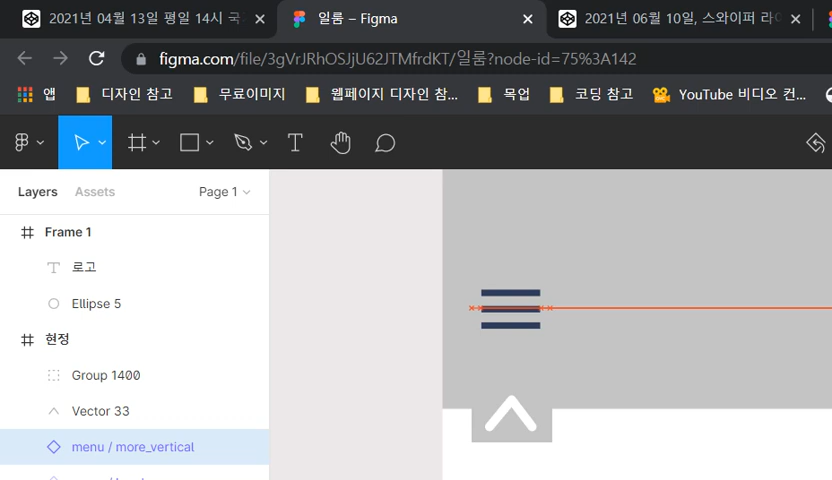 2021년 04월 13일 평일 14시 국
일룸 – Figma
2021년 06월 10일, 스와이퍼 라이
figma.com/file/3gVrJRhOSJjU62JTMfrdKT/일룸?node-id=75%3A142
앱
디자인 참고
무료이미지
웹페이지 디자인 참...
목업
코딩 참고
YouTube 비디오 컨...
Layers
Assets
Page 1
Frame 1
로고
Ellipse 5
현정
Group 1400
Vector 33
menu / more_vertical